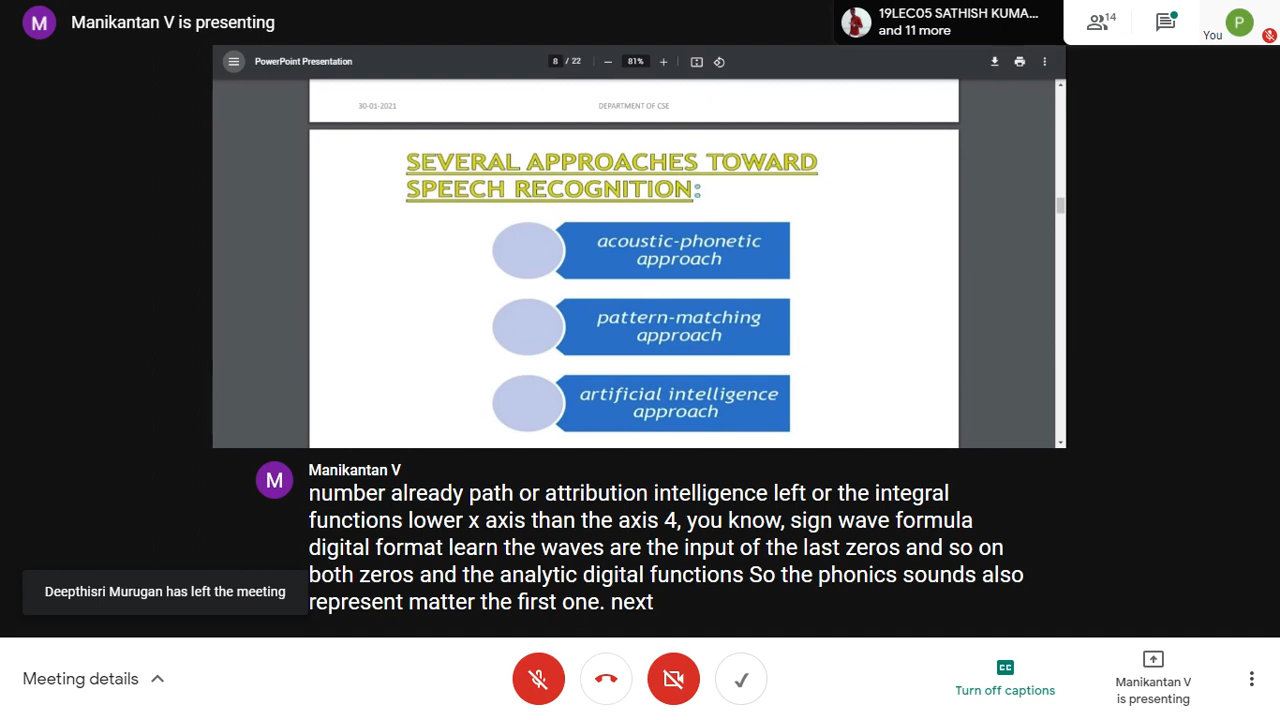 M
Manikantan V is presenting
19LEC05 SATHISH KUMA...
and 11 more
14
You
P
PowerPoint Presentation
8 / 22
81%
30-01-2021
DEPARTMENT OF CSE
SEVERAL APPROACHES TOWARD
SPEECH RECOGNITION:
acoustic-phonetic
approach
pattern-matching
approach
artificial intelligence
approach
M
Manikantan V
number already path or attribution intelligence left or the integral
functions lower x axis than the axis 4, you know, sign wave formula
digital format learn the waves are the input of the last zeros and so on
both zeros and the analytic digital functions So the phonics sounds also
represent matter the first one. next
Deepthisri Murugan has left the meeting
Meeting details
CC
Turn off captions
Manikantan V
is presenting